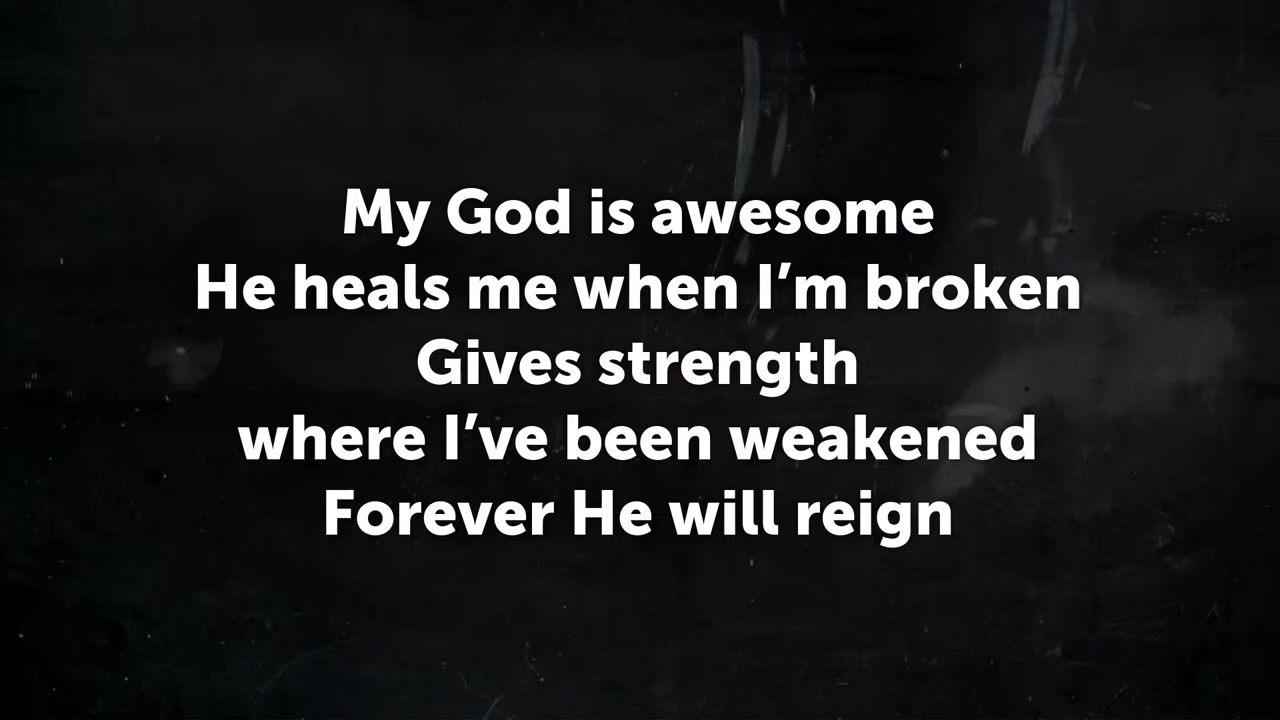 My God is awesome
He heals me when I’m broken
Gives strength
where I’ve been weakened
Forever He will reign